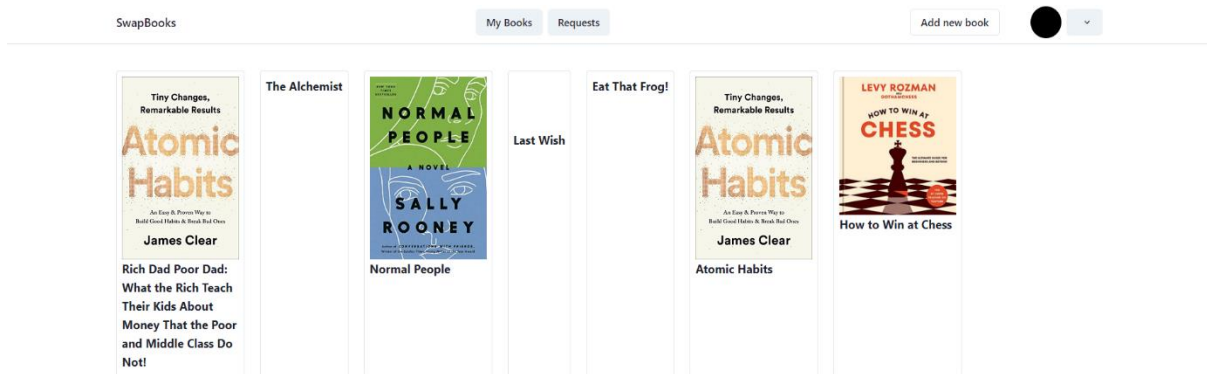 SwapBooks
My Books
Requests
Add new book
Tiny Changes,
Remarkable Results
Atomic
Habits
An Easy & Proven Way to
Build Good Habits & Break Bad Ones
James Clear
Rich Dad Poor Dad:
What the Rich Teach
Their Kids About
Money That the Poor
and Middle Class Do
Not!
The Alchemist
NORMAL
PEOPLE
A NOVEL
SALLY
ROONEY
Normal People
Last Wish
Eat That Frog!
Tiny Changes,
Remarkable Results
Atomic
Habits
An Easy & Proven Way to
Build Good Habits & Break Bad Ones
James Clear
Atomic Habits
LEVY ROZMAN
HOW TO WIN AT
CHESS
How to Win at Chess